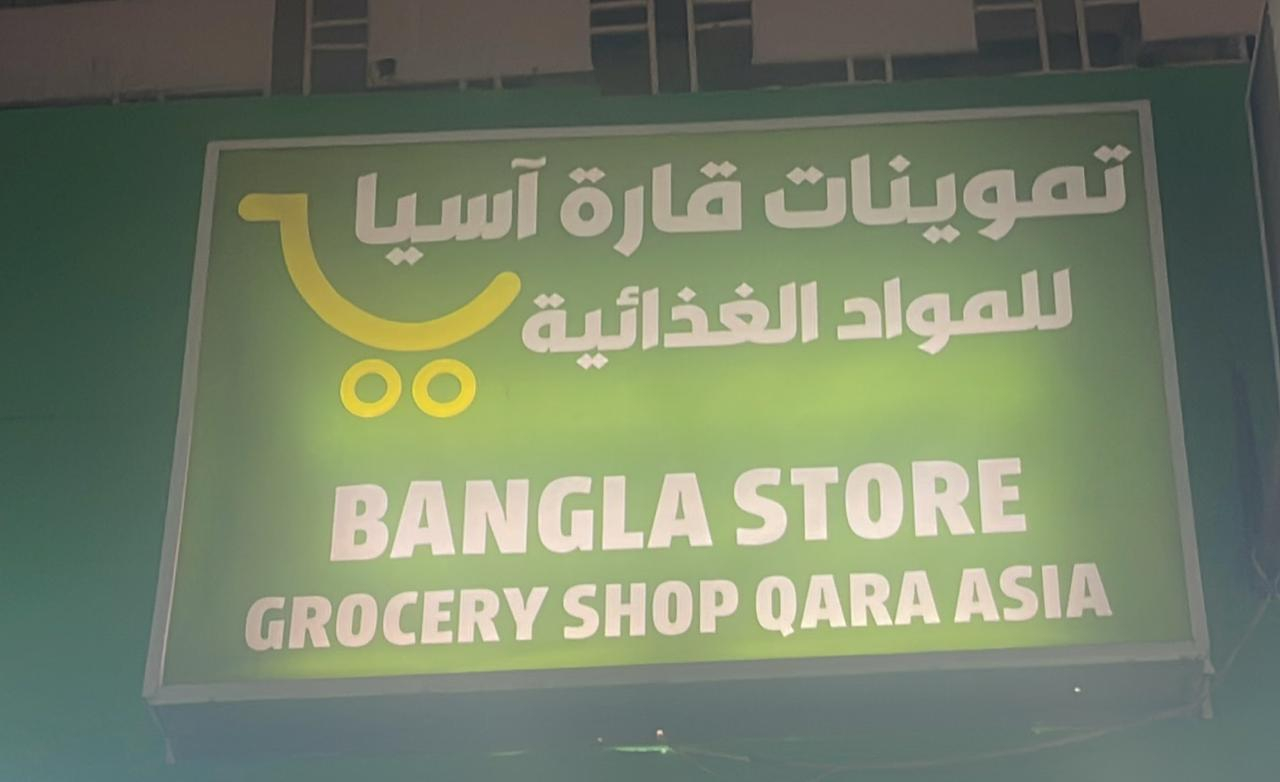 تموينات قارة آسيا
للمواد الغذائية
BANGLA STORE
GROCERY SHOP QARA ASIA